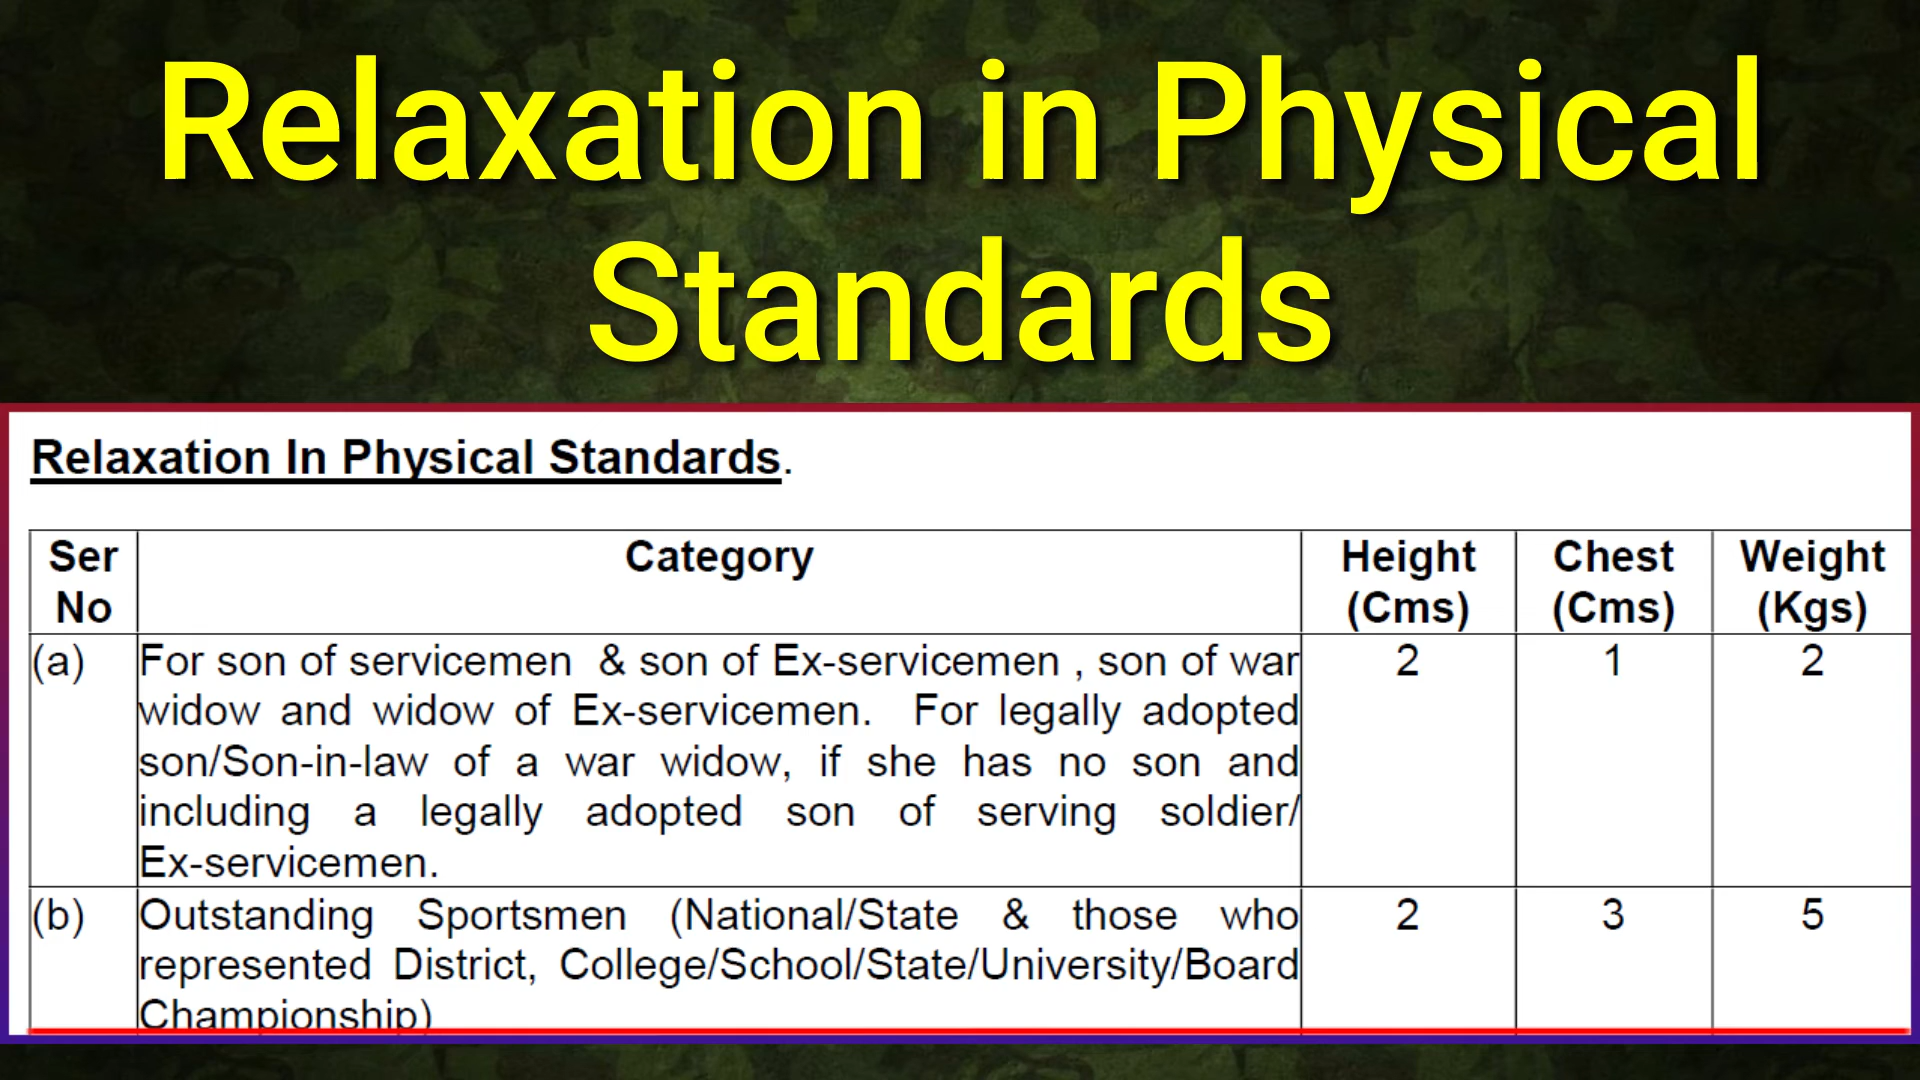 Relaxation in Physical
Standards
Relaxation In Physical Standards.
Ser No Category Height (Cms) Chest (Cms) Weight (Kgs)
(a) For son of servicemen & son of Ex-servicemen , son of war 2 1 2
widow and widow of Ex-servicemen. For legally adopted
son/Son-in-law of a war widow, if she has no son and
including a legally adopted son of serving soldier/
Ex-servicemen.
(b) Outstanding Sportsmen (National/State & those who 2 3 5
represented District, College/School/State/University/Board
Championship)